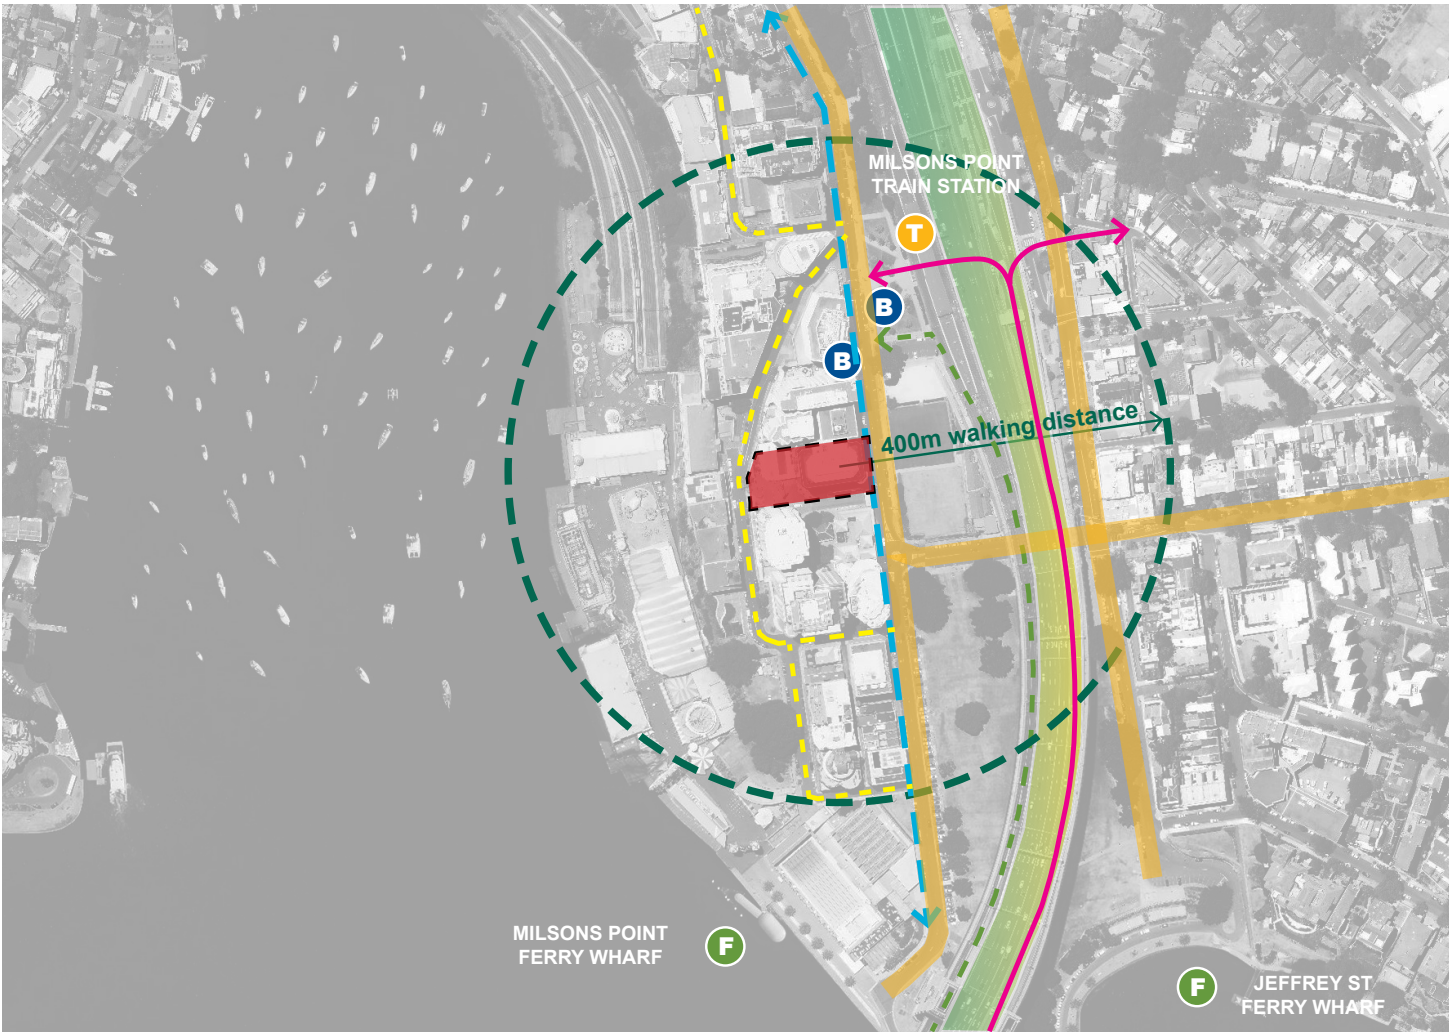 MILSONS POINT
TRAIN STATION
T
B
B
400m walking distance
MILSONS POINT
FERRY WHARF
F
F
JEFFREY ST
FERRY WHARF